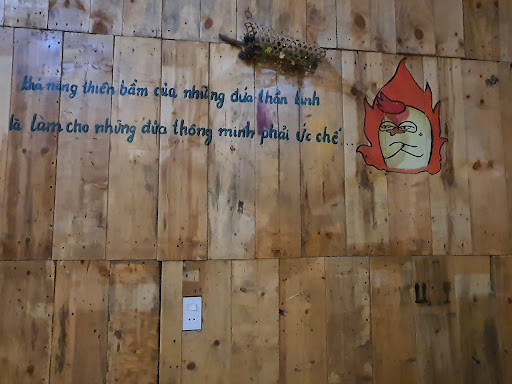 khả năng thiên bẩm của những đứa thần kinh
là làm cho những đứa thông minh phải ức chế ...